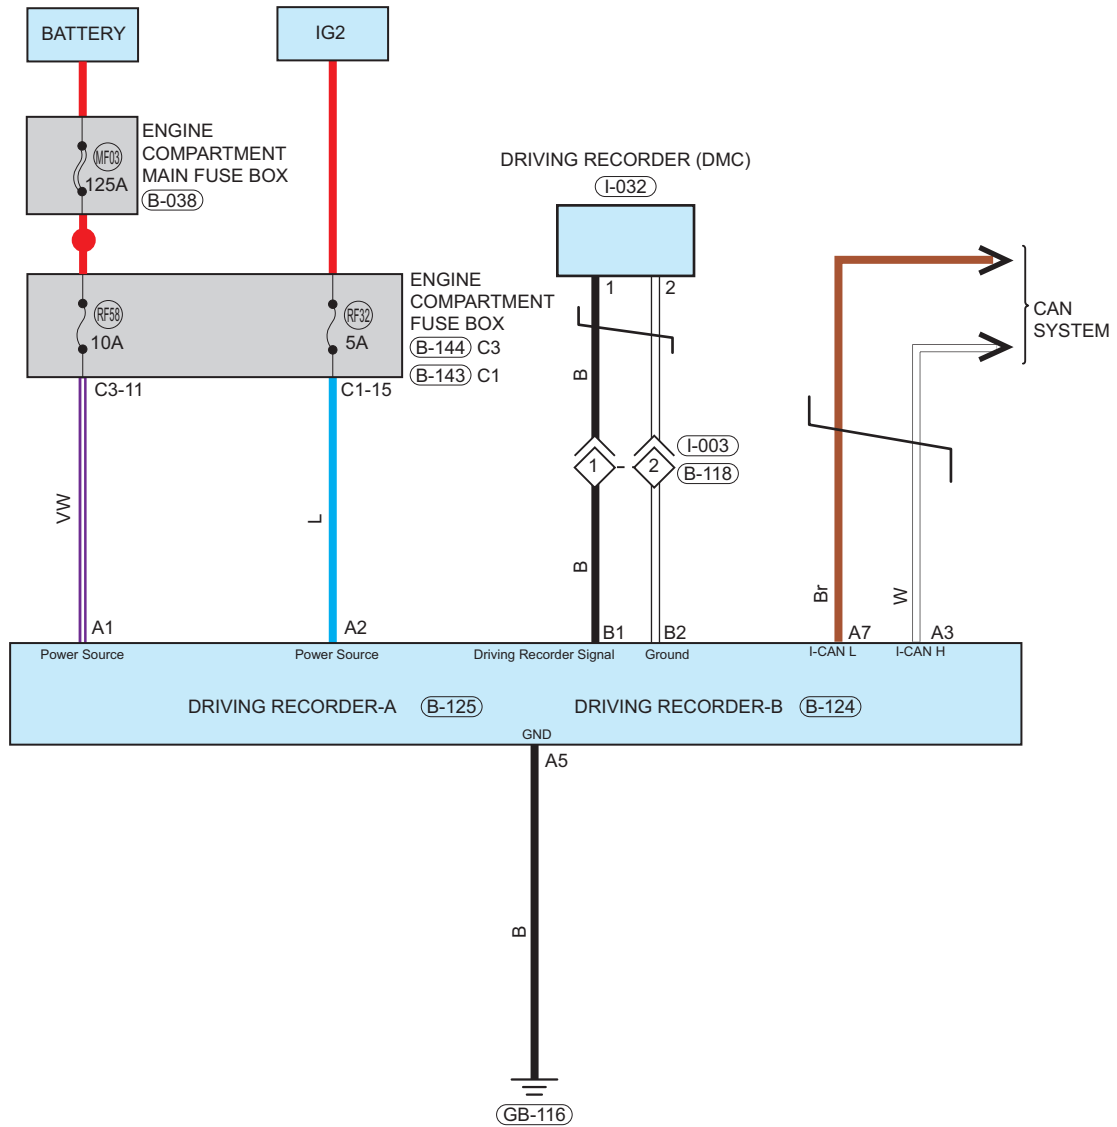 BATTERY
IG2
MF03
125A
ENGINE
COMPARTMENT
MAIN FUSE BOX
B-038
DRIVING RECORDER (DMC)
I-032
1
2
RF58
10A
RF32
5A
ENGINE
COMPARTMENT
FUSE BOX
B-144 C3
B-143 C1
CAN
SYSTEM
C3-11
C1-15
B
1
2
I-003
B-118
VW
L
B
Br
W
A1
A2
B1
B2
A7
A3
Power Source
Power Source
Driving Recorder Signal
Ground
I-CAN L
I-CAN H
DRIVING RECORDER-A B-125
DRIVING RECORDER-B B-124
GND
A5
B
GB-116